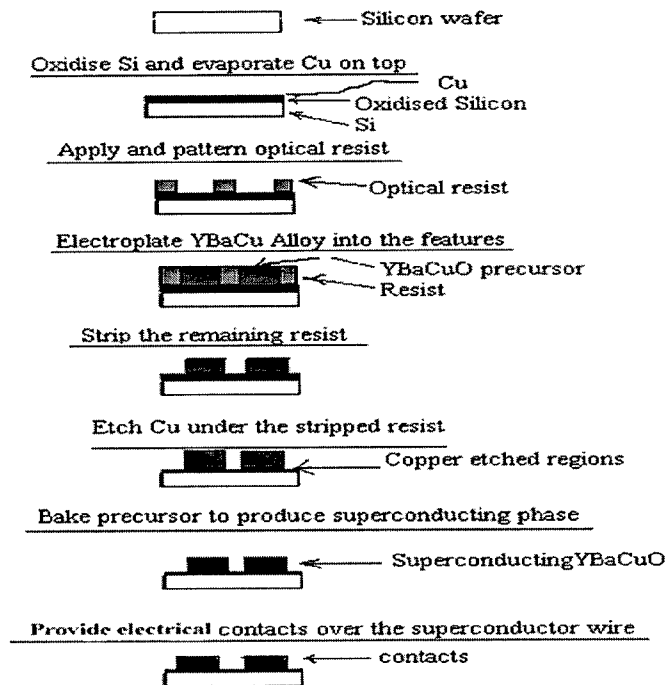 Silicon wafer
Oxidise Si and evaporate Cu on top
Cu
Oxidised Silicon
Si
Apply and pattern optical resist
Optical resist
Electroplate YBaCu Alloy into the features
YBaCuO precursor
Resist
Strip the remaining resist
Etch Cu under the stripped resist
Copper etched regions
Bake precursor to produce superconducting phase
SuperconductingYBaCuO
Provide electrical contacts over the superconductor wire
contacts